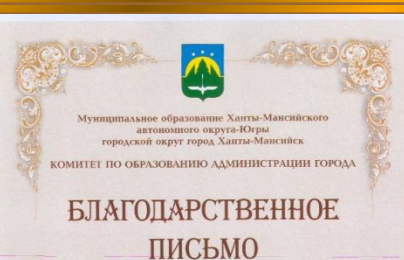 Муниципальное образование Ханты-Мансийского
автономного округа-Югры
городской округ город Ханты-Мансийск
КОМИТЕТ ПО ОБРАЗОВАНИЮ АДМИНИСТРАЦИИ ГОРОДА
БЛАГОДАРСТВЕННОЕ
ПИСЬМО